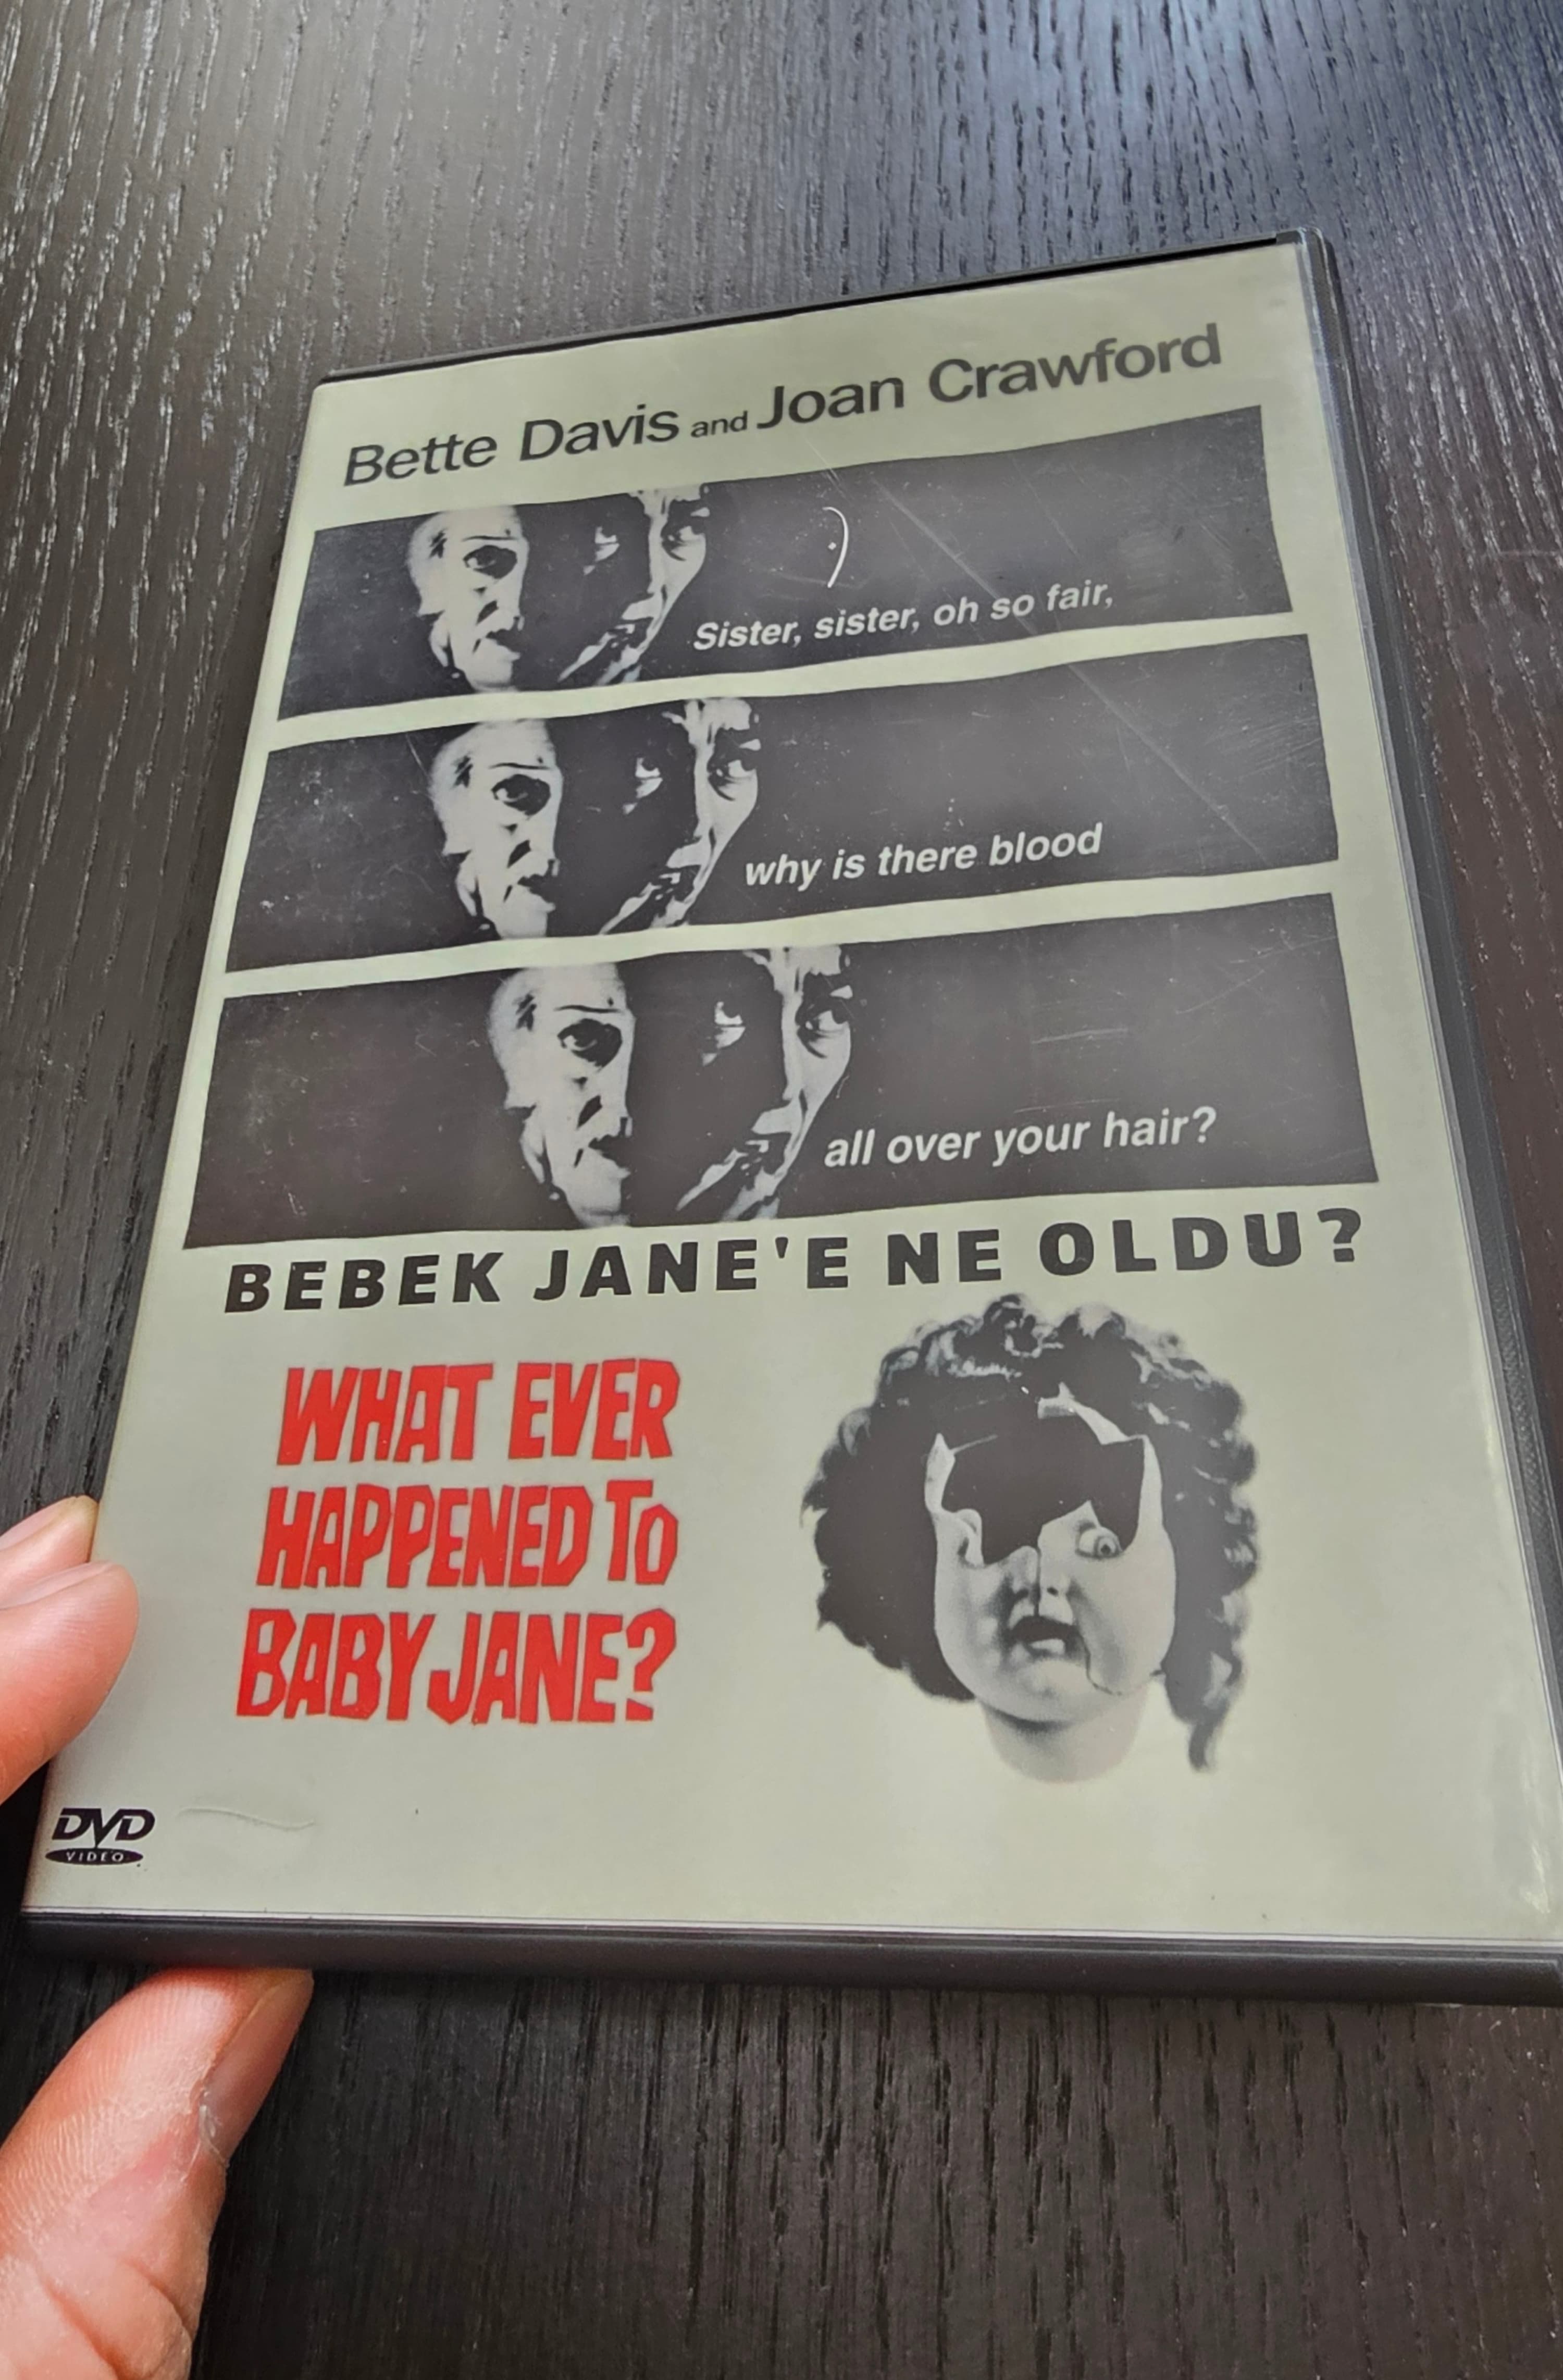 Bette Davis and Joan Crawford
Sister, sister, oh so fair,
why is there blood
all over your hair?
BEBEK JANE'E NE OLDU?
WHAT EVER
HAPPENED TO
BABY JANE?
DVD
VIDEO